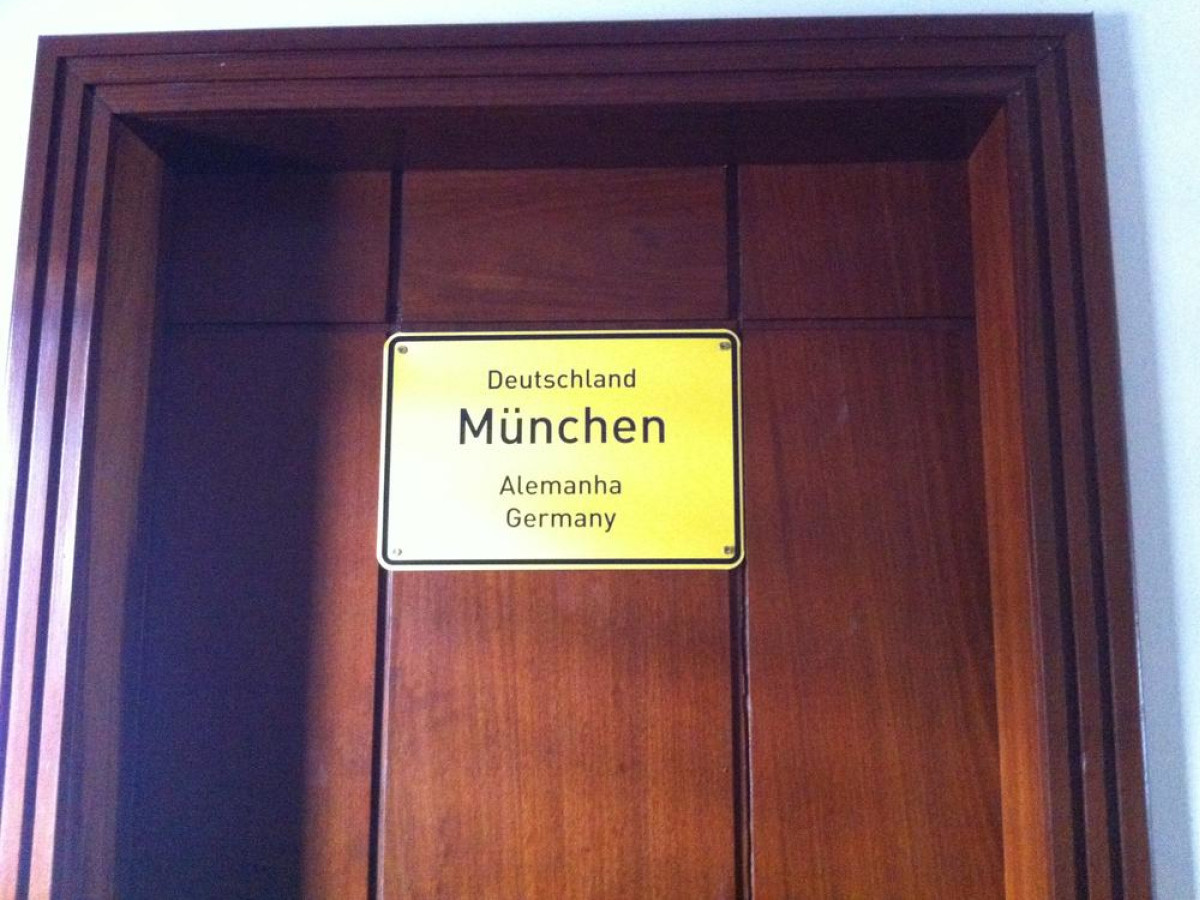 Deutschland
München
Alemanha
Germany